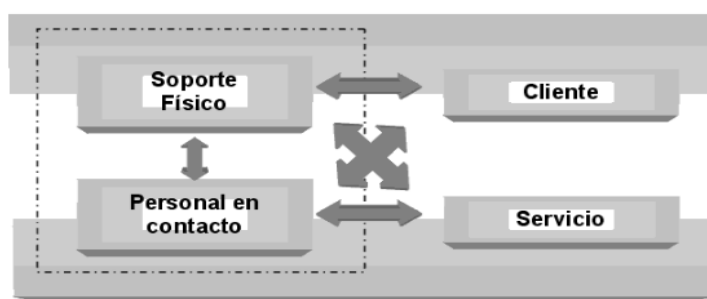 Soporte
Físico
Cliente
Personal en
contacto
Servicio